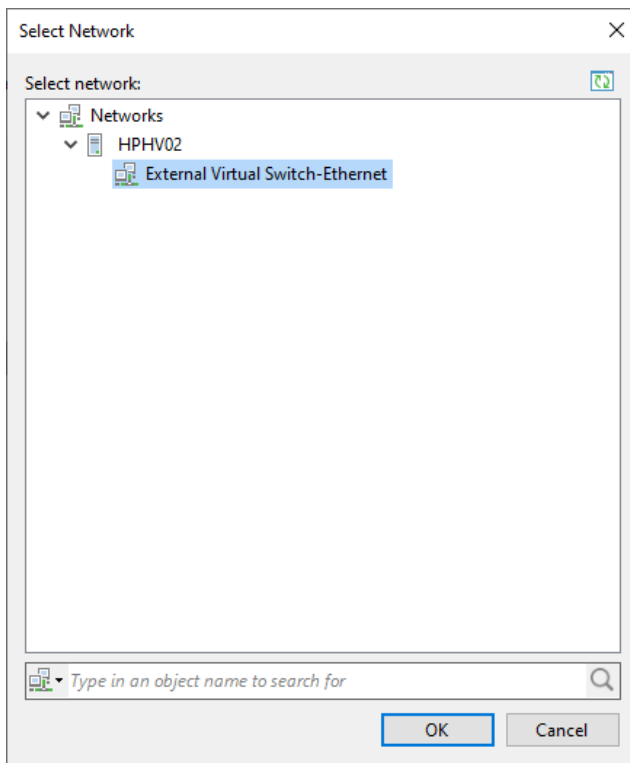 Select Network
Select network:
Networks
HPHV02
External Virtual Switch-Ethernet
Type in an object name to search for
OK
Cancel